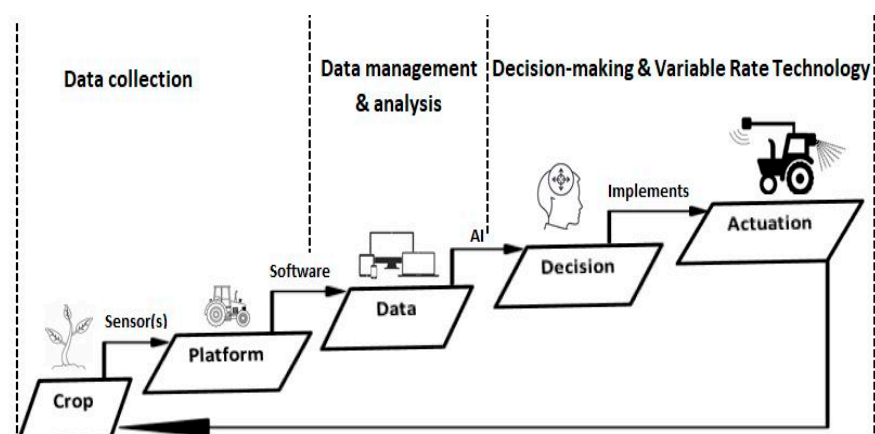 Data collection
Data management
& analysis
Decision-making & Variable Rate Technology
Implements
Actuation
AI
Decision
Software
Data
Sensor(s)
Platform
Crop